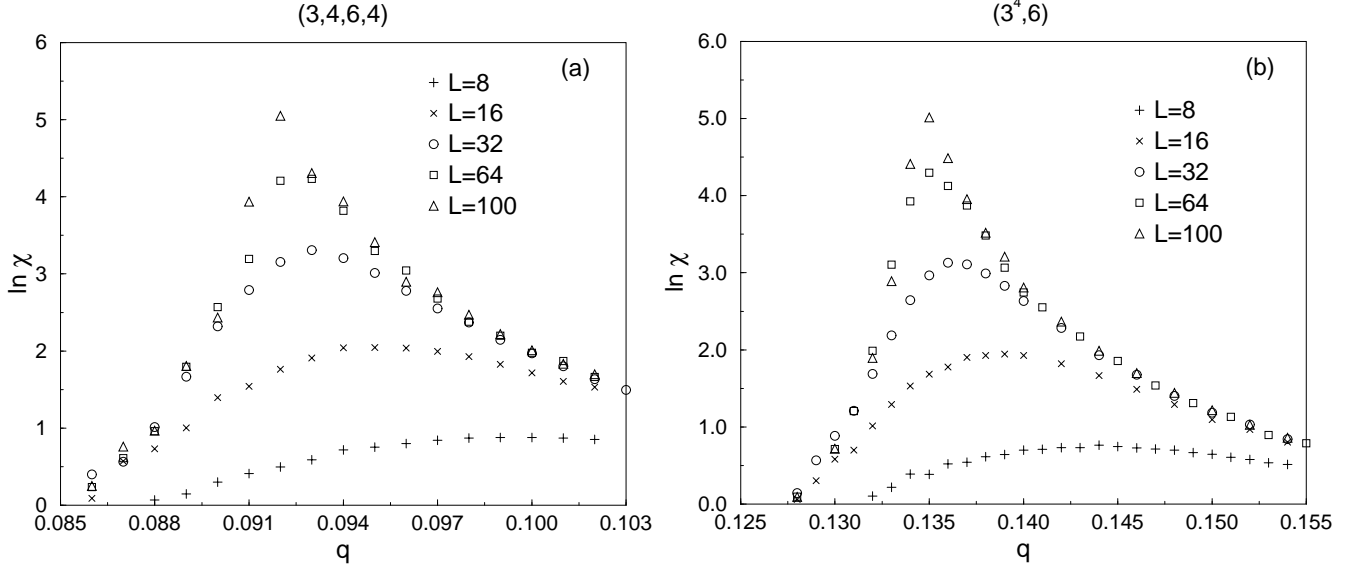 (3,4,6,4)
(a)
L=8
L=16
L=32
L=64
L=100
6
5
4
3
2
1
0
ln χ
0.085
0.088
0.091
0.094
0.097
0.100
0.103
q
(3⁴,6)
(b)
L=8
L=16
L=32
L=64
L=100
6.0
5.0
4.0
3.0
2.0
1.0
0.0
ln χ
0.125
0.130
0.135
0.140
0.145
0.150
0.155
q